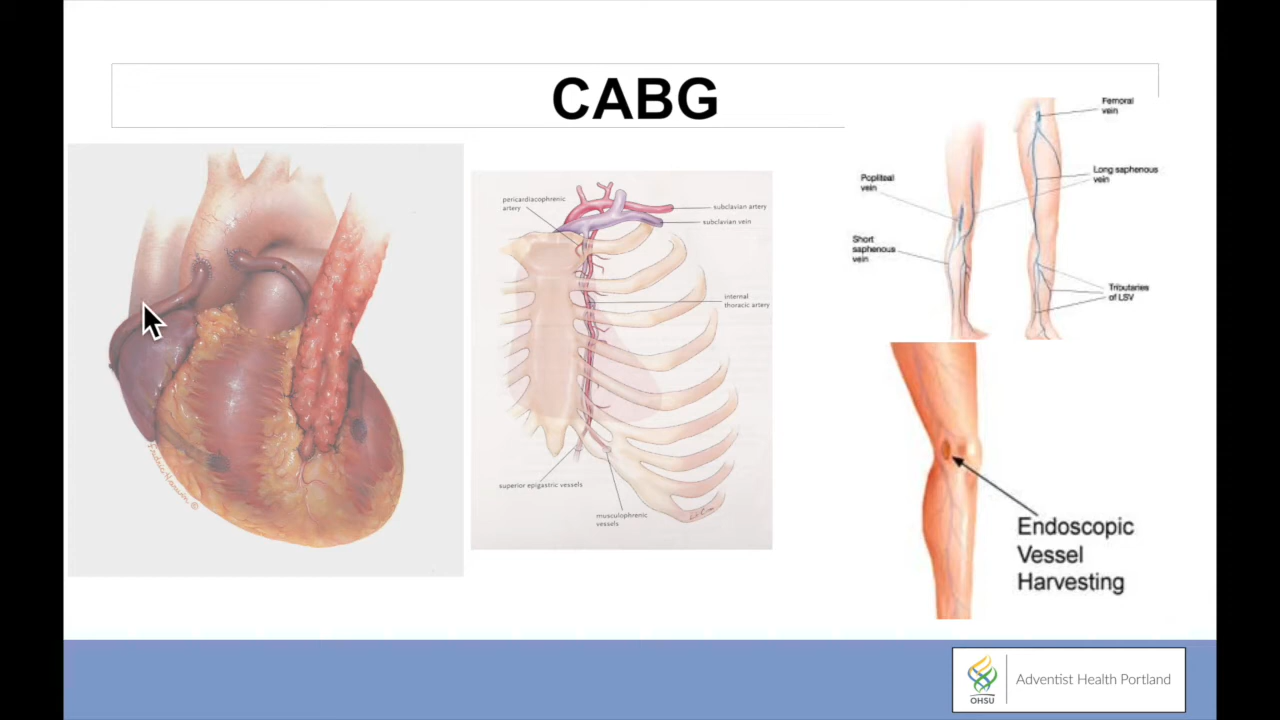 CABG
pericardiacophrenic
artery
subclavian artery
subclavian vein
internal
thoracic artery
superior epigastric vessels
musculophrenic
vessels
Femoral
vein
Popliteal
vein
Long saphenous
vein
Short
saphenous
vein
Tributaries
of LSV
Endoscopic
Vessel
Harvesting
OHSU
Adventist Health Portland